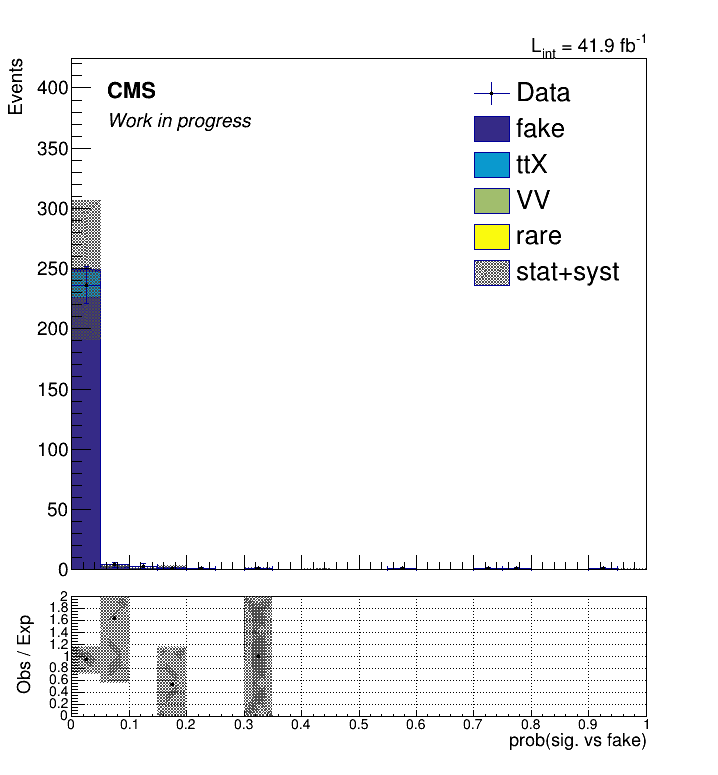 L_int = 41.9 fb^-1
Events
CMS
Work in progress
Data
fake
ttX
VV
rare
stat+syst
400
350
300
250
200
150
100
50
0
Obs / Exp
2
1.8
1.6
1.4
1.2
1
0.8
0.6
0.4
0.2
0
0 0.1 0.2 0.3 0.4 0.5 0.6 0.7 0.8 0.9 1
prob(sig. vs fake)